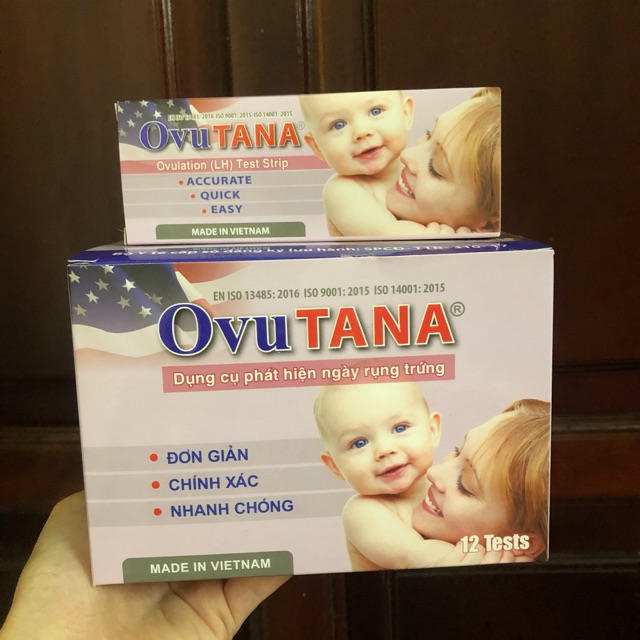 EN ISO 13485: 2016 ISO 9001: 2015 ISO 14001: 2015
OvuTANA®
Ovulation (LH) Test Strip
• ACCURATE
• QUICK
• EASY
MADE IN VIETNAM
EN ISO 13485: 2016 ISO 9001: 2015 ISO 14001: 2015
OvuTANA®
Dụng cụ phát hiện ngày rụng trứng
• ĐƠN GIẢN
• CHÍNH XÁC
• NHANH CHÓNG
12 Tests
MADE IN VIETNAM